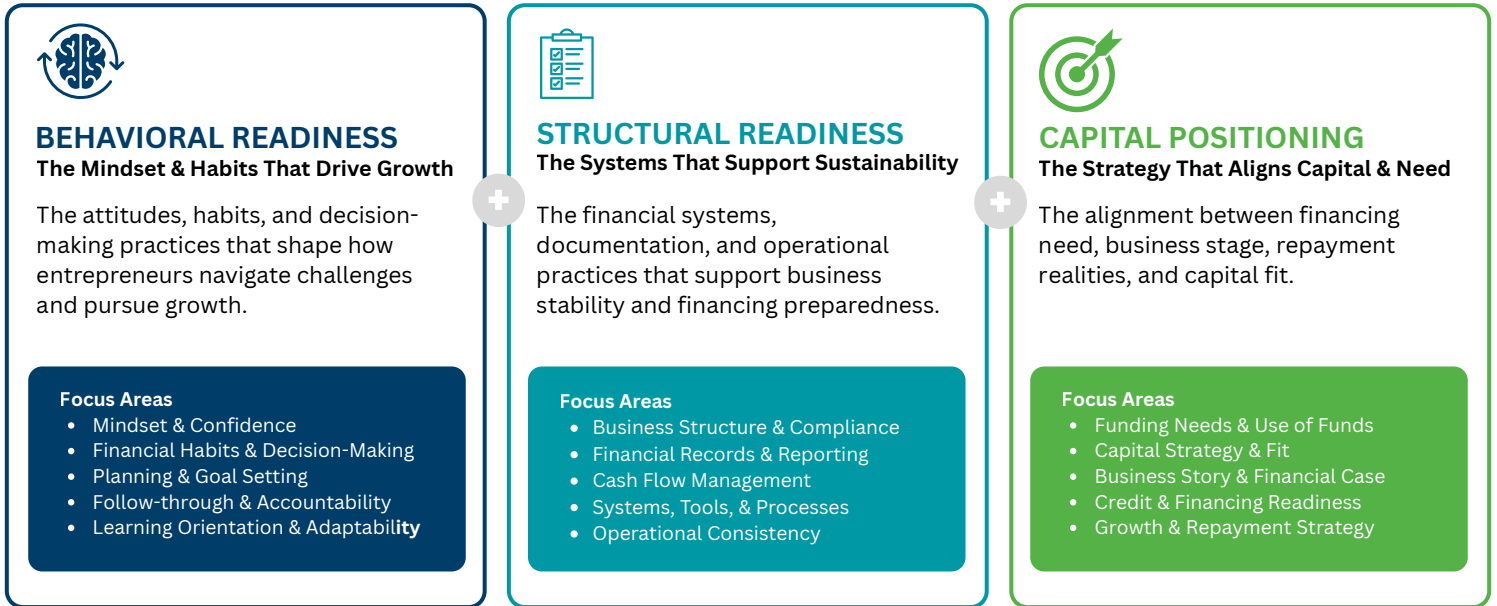 BEHAVIORAL READINESS
The Mindset & Habits That Drive Growth
The attitudes, habits, and decision-
making practices that shape how
entrepreneurs navigate challenges
and pursue growth.
Focus Areas
• Mindset & Confidence
• Financial Habits & Decision-Making
• Planning & Goal Setting
• Follow-through & Accountability
• Learning Orientation & Adaptability
STRUCTURAL READINESS
The Systems That Support Sustainability
The financial systems,
documentation, and operational
practices that support business
stability and financing preparedness.
Focus Areas
• Business Structure & Compliance
• Financial Records & Reporting
• Cash Flow Management
• Systems, Tools, & Processes
• Operational Consistency
CAPITAL POSITIONING
The Strategy That Aligns Capital & Need
The alignment between financing
need, business stage, repayment
realities, and capital fit.
Focus Areas
• Funding Needs & Use of Funds
• Capital Strategy & Fit
• Business Story & Financial Case
• Credit & Financing Readiness
• Growth & Repayment Strategy